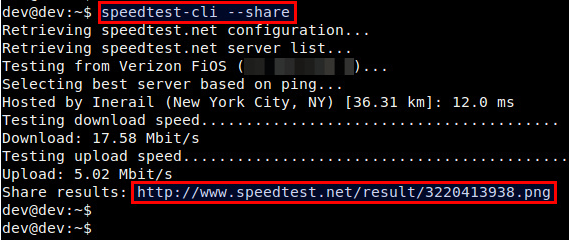 dev@dev:~$ speedtest-cli --share
Retrieving speedtest.net configuration...
Retrieving speedtest.net server list...
Testing from Verizon FiOS ( )...
Selecting best server based on ping...
Hosted by Inerail (New York City, NY) [36.31 km]: 12.0 ms
Testing download speed........................................
Download: 17.58 Mbit/s
Testing upload speed..................................................
Upload: 5.02 Mbit/s
Share results: http://www.speedtest.net/result/3220413938.png
dev@dev:~$
dev@dev:~$